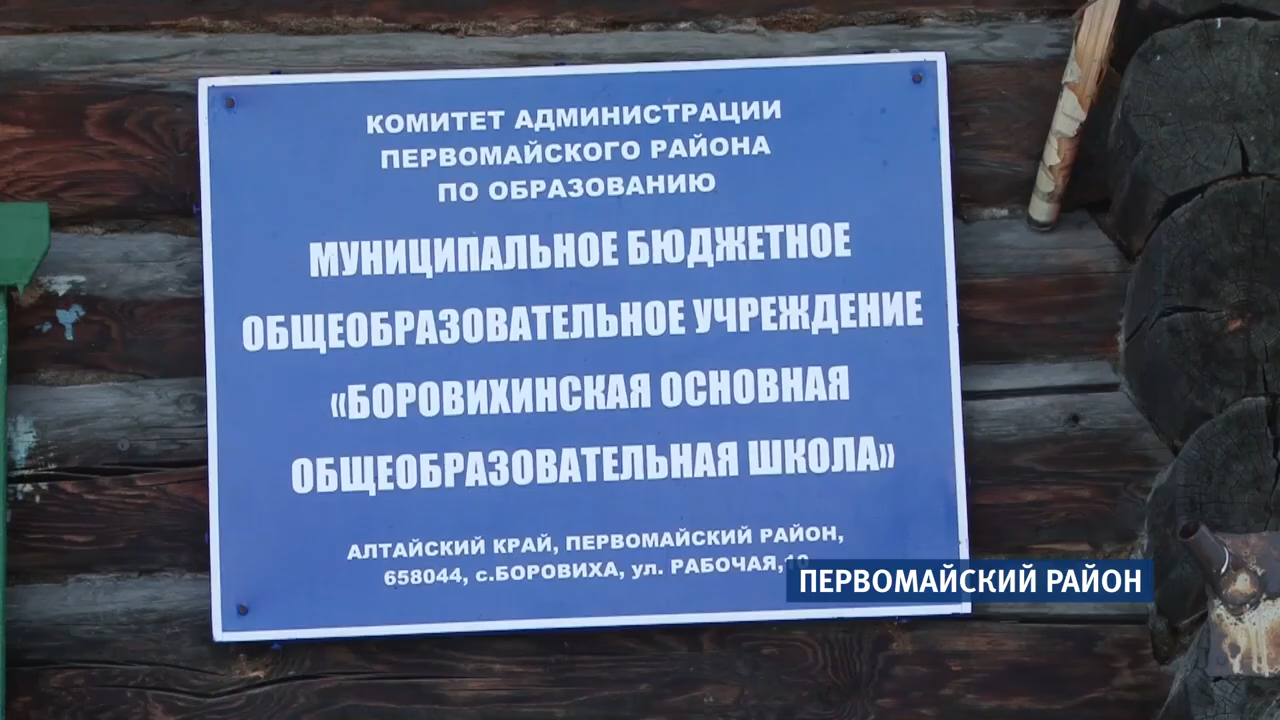 КОМИТЕТ АДМИНИСТРАЦИИ
ПЕРВОМАЙСКОГО РАЙОНА
ПО ОБРАЗОВАНИЮ
МУНИЦИПАЛЬНОЕ БЮДЖЕТНОЕ
ОБЩЕОБРАЗОВАТЕЛЬНОЕ УЧРЕЖДЕНИЕ
«БОРОВИХИНСКАЯ ОСНОВНАЯ
ОБЩЕОБРАЗОВАТЕЛЬНАЯ ШКОЛА»
АЛТАЙСКИЙ КРАЙ, ПЕРВОМАЙСКИЙ РАЙОН,
658044, с.БОРОВИХА, ул. РАБОЧАЯ,
ПЕРВОМАЙСКИЙ РАЙОН